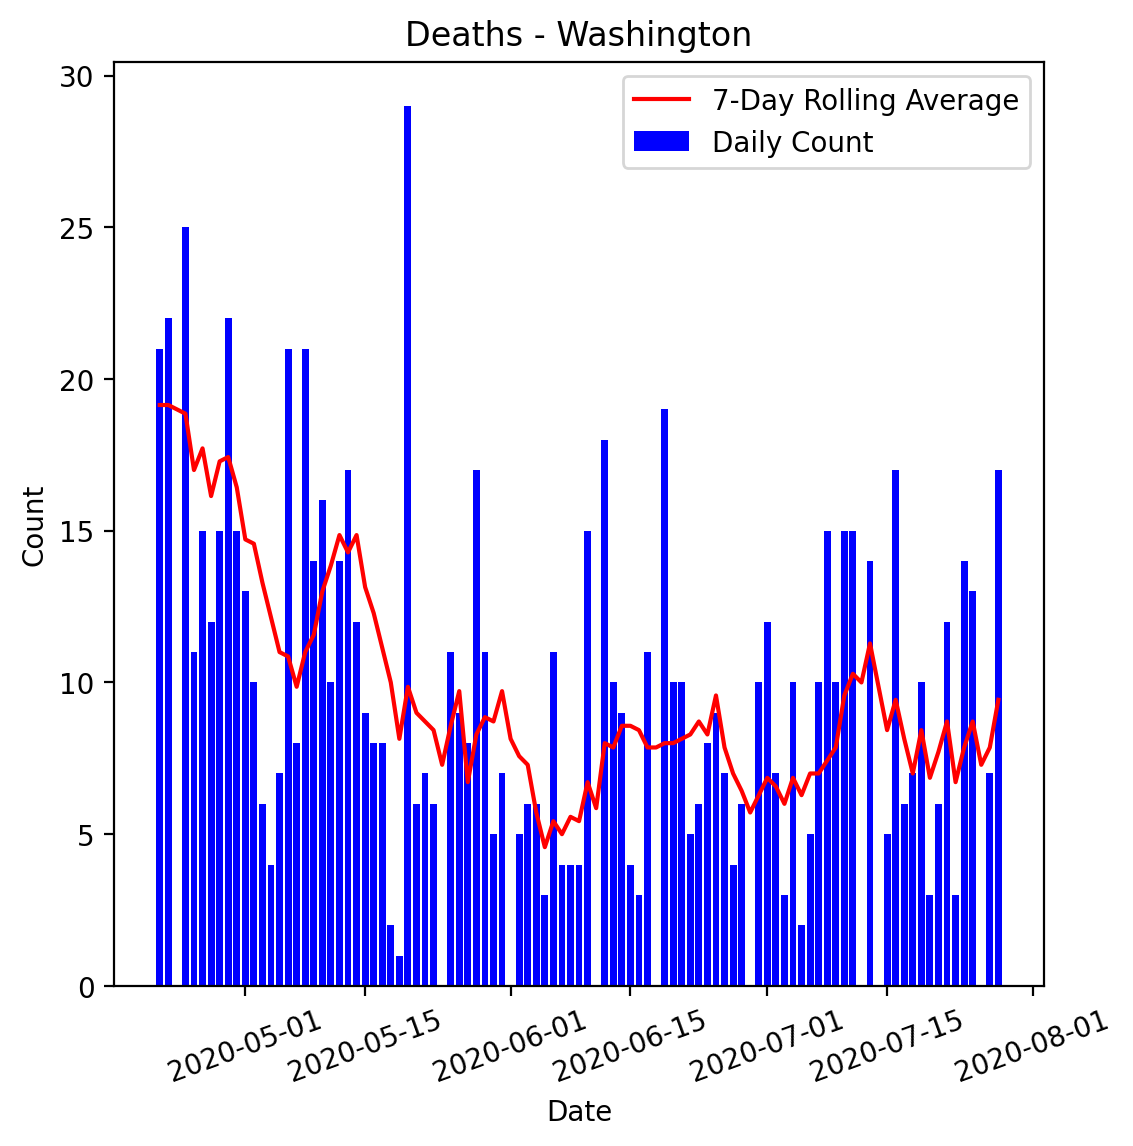 Deaths - Washington
30
25
20
15
10
5
0
Count
7-Day Rolling Average
Daily Count
2020-05-01
2020-05-15
2020-06-01
2020-06-15
2020-07-01
2020-07-15
2020-08-01
Date